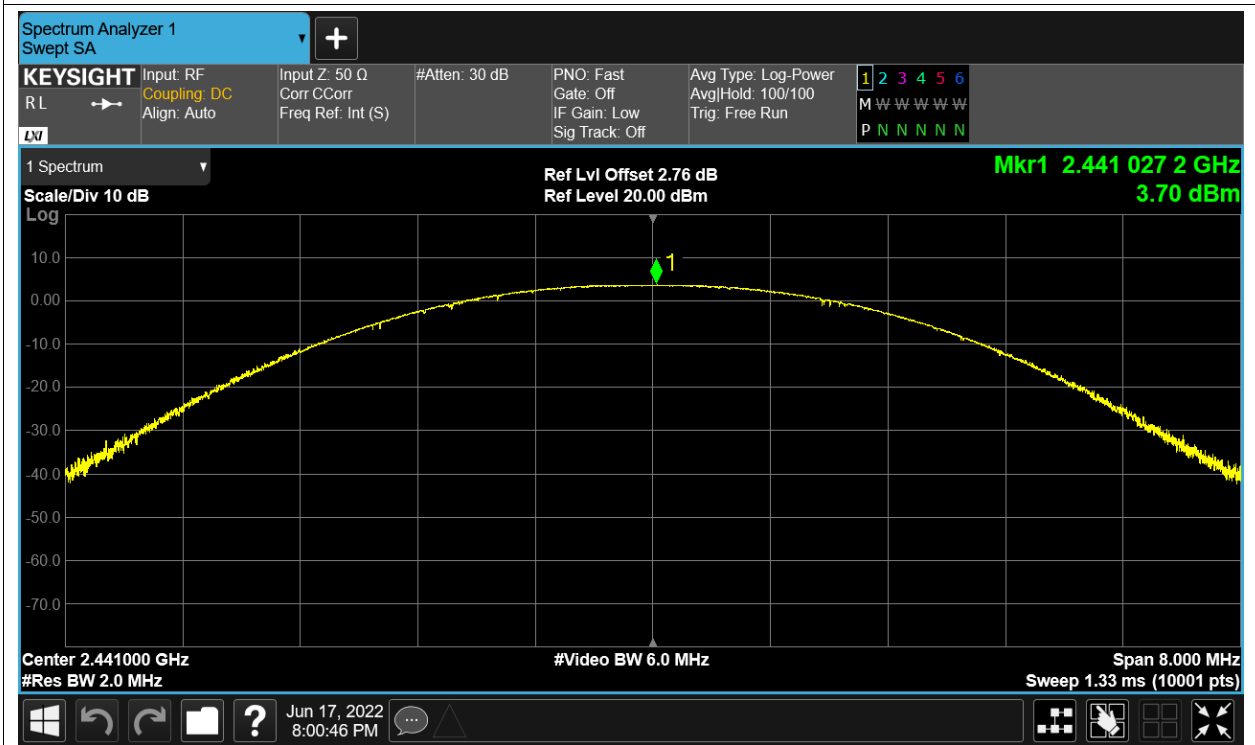 Spectrum Analyzer 1
Swept SA
KEYSIGHT
R L
LXI
Input: RF
Coupling: DC
Align: Auto
Input Z: 50 Ω
Corr CCorr
Freq Ref: Int (S)
#Atten: 30 dB
PNO: Fast
Gate: Off
IF Gain: Low
Sig Track: Off
Avg Type: Log-Power
Avg|Hold: 100/100
Trig: Free Run
1 2 3 4 5 6
M W W W W W W
P N N N N N N
1 Spectrum
Scale/Div 10 dB
Ref Lvl Offset 2.76 dB
Ref Level 20.00 dBm
Mkr1 2.441 027 2 GHz
3.70 dBm
Log
1
10.0
0.00
-10.0
-20.0
-30.0
-40.0
-50.0
-60.0
-70.0
Center 2.441000 GHz
#Res BW 2.0 MHz
#Video BW 6.0 MHz
Span 8.000 MHz
Sweep 1.33 ms (10001 pts)
?
Jun 17, 2022
8:00:46 PM